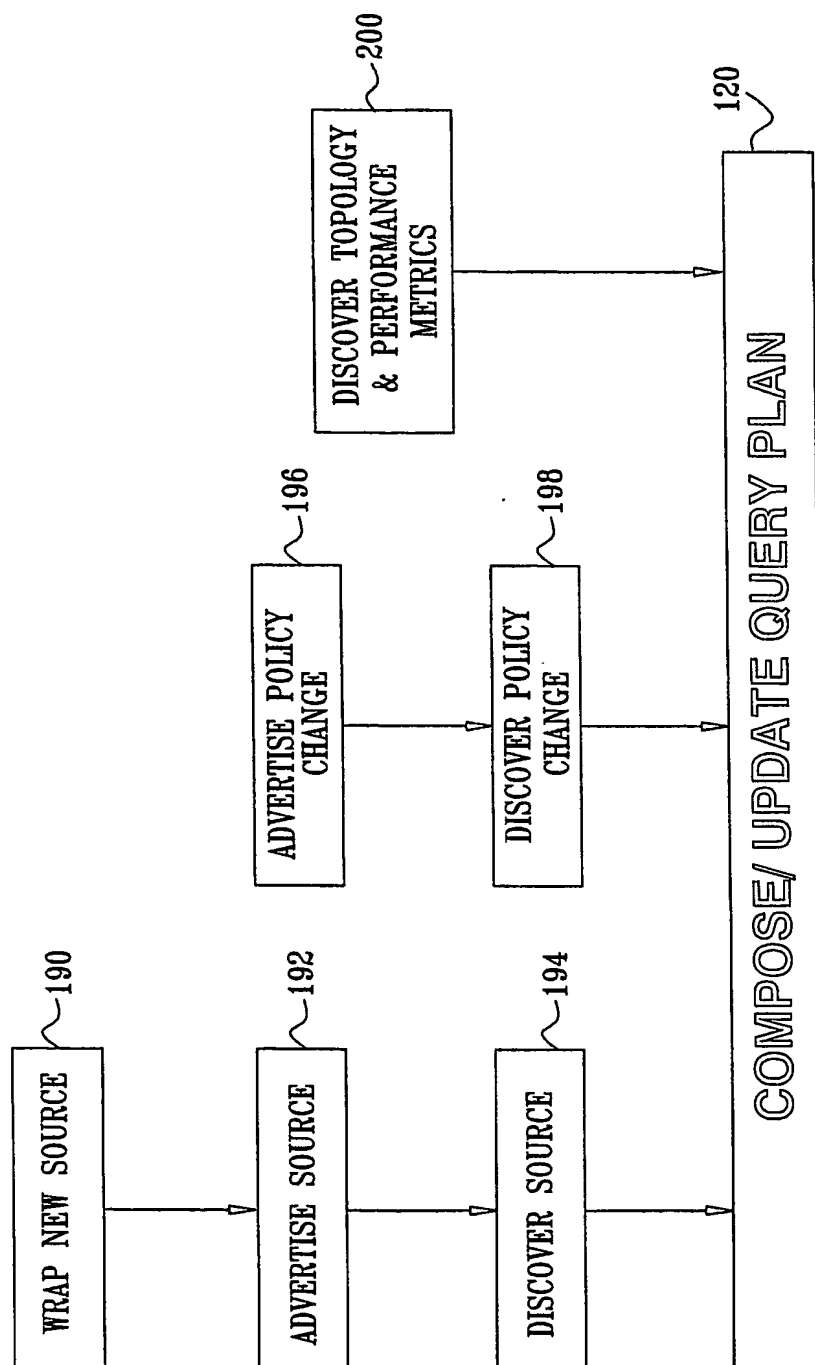 WRAP NEW SOURCE
190
ADVERTISE SOURCE
192
DISCOVER SOURCE
194
ADVERTISE POLICY
CHANGE
196
DISCOVER POLICY
CHANGE
198
DISCOVER TOPOLOGY
& PERFORMANCE
METRICS
200
COMPOSE/ UPDATE QUERY PLAN
120